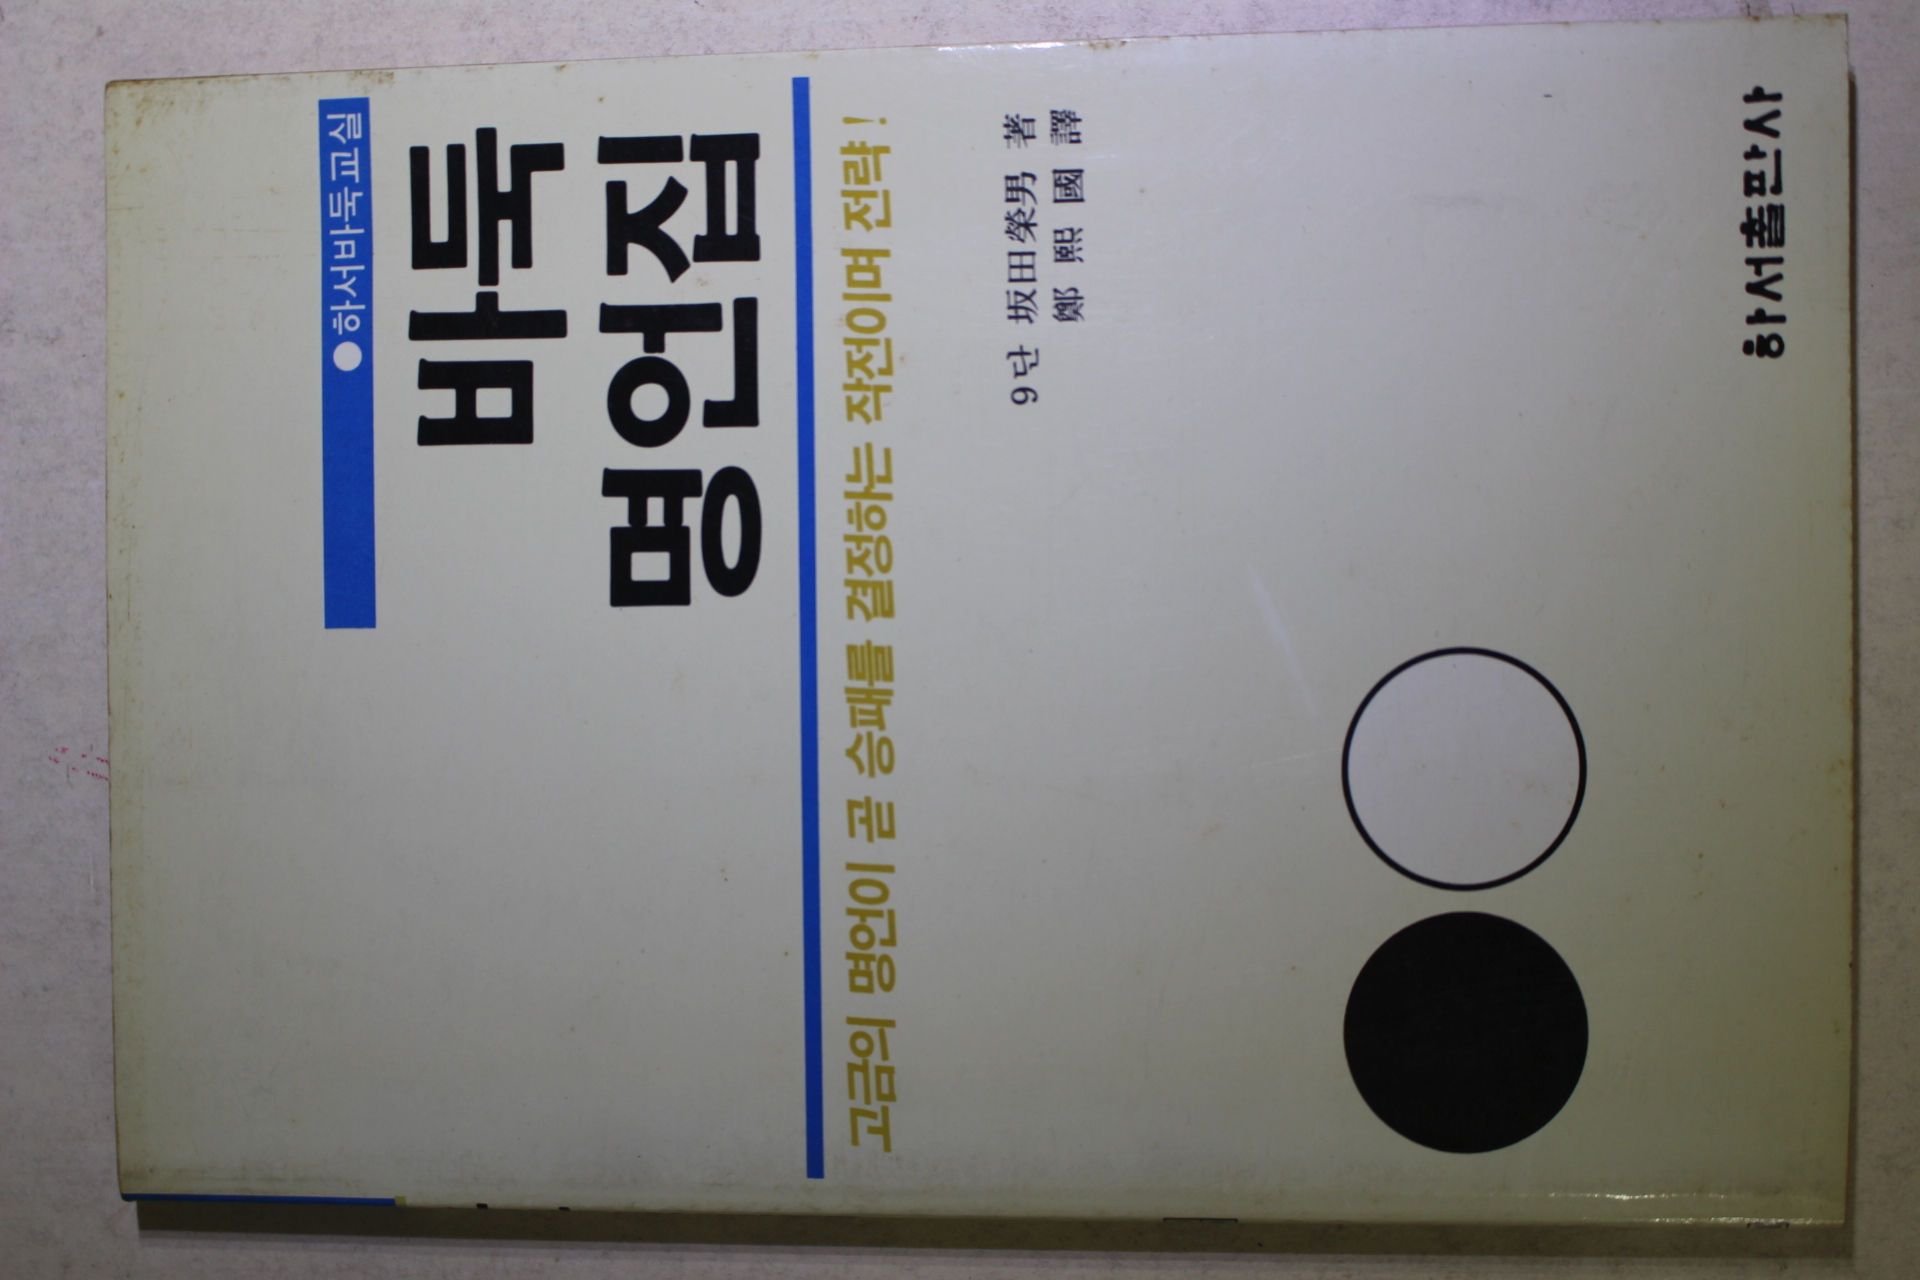 ●하서바둑교실
바둑
명언집
고금의 명언이 곧 승패를 결정하는 작전이며 전략!
9단 坂田榮男 著
鄭熙國 譯
하서출판사